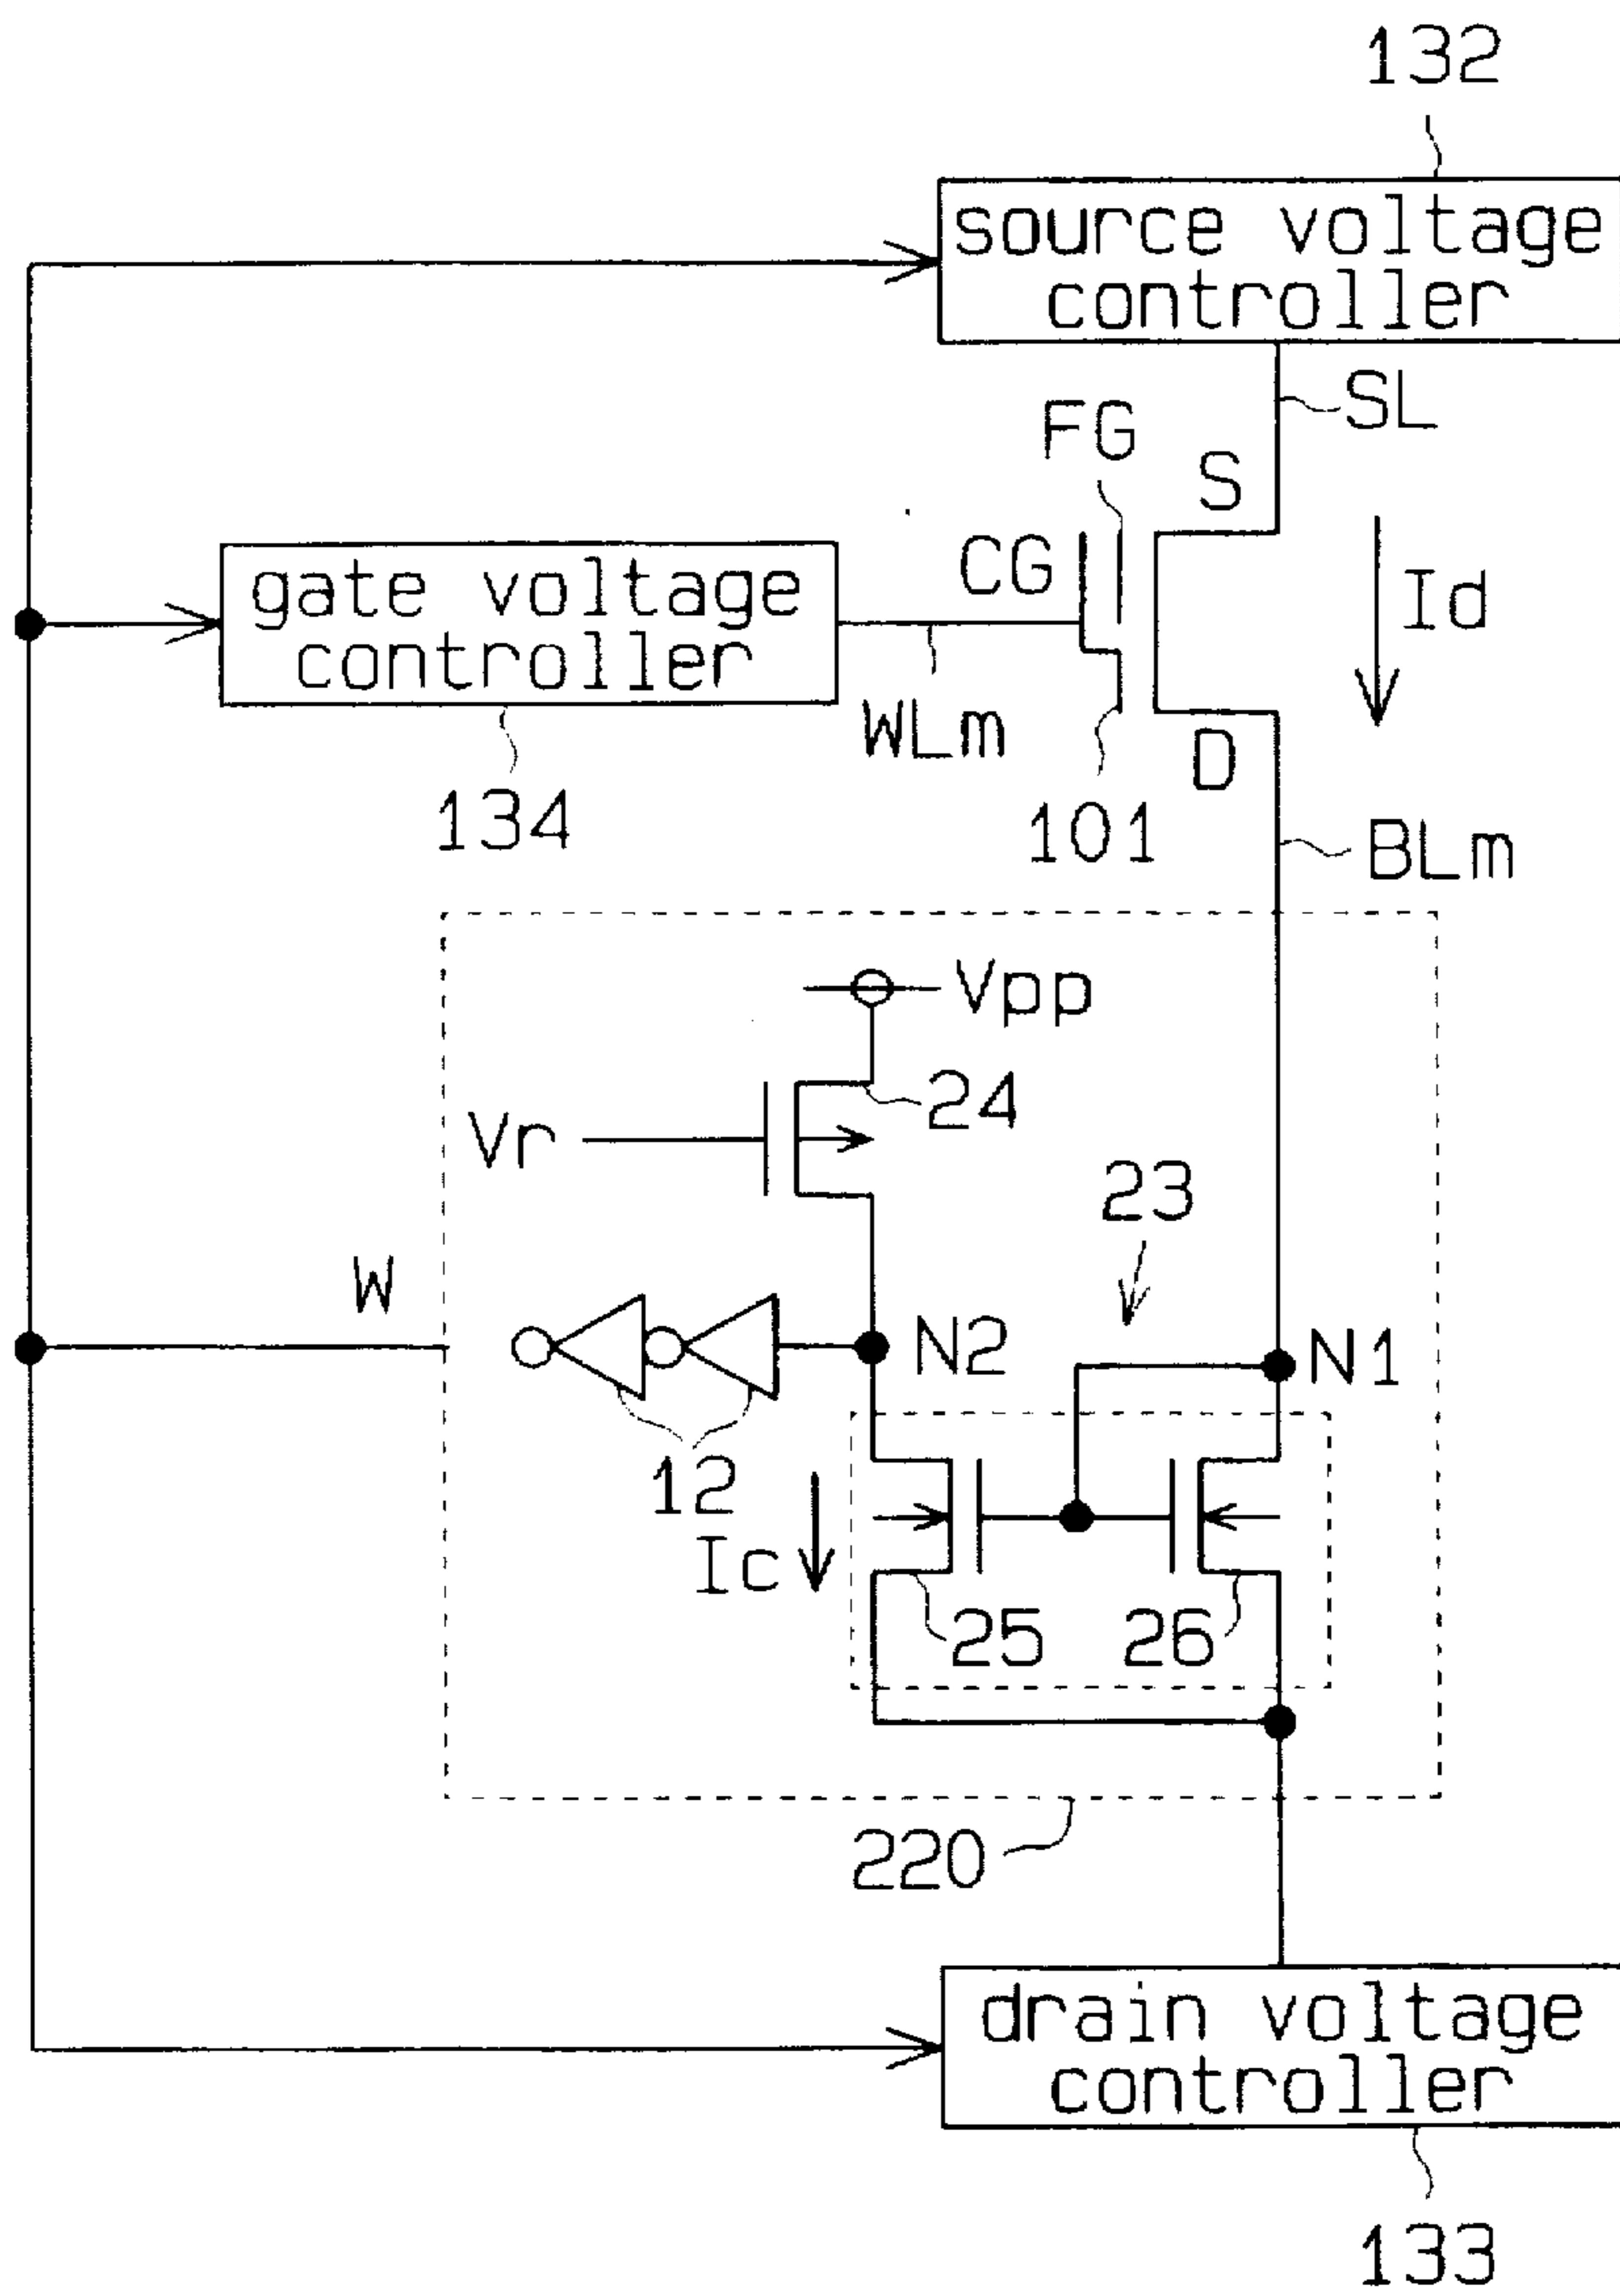 132
source voltage
controller
SL
FG
S
CG
Id
gate voltage
controller
WLm
D
134
101
BLm
Vpp
24
Vr
23
W
N2
N1
12
Ic
25
26
220
drain voltage
controller
133